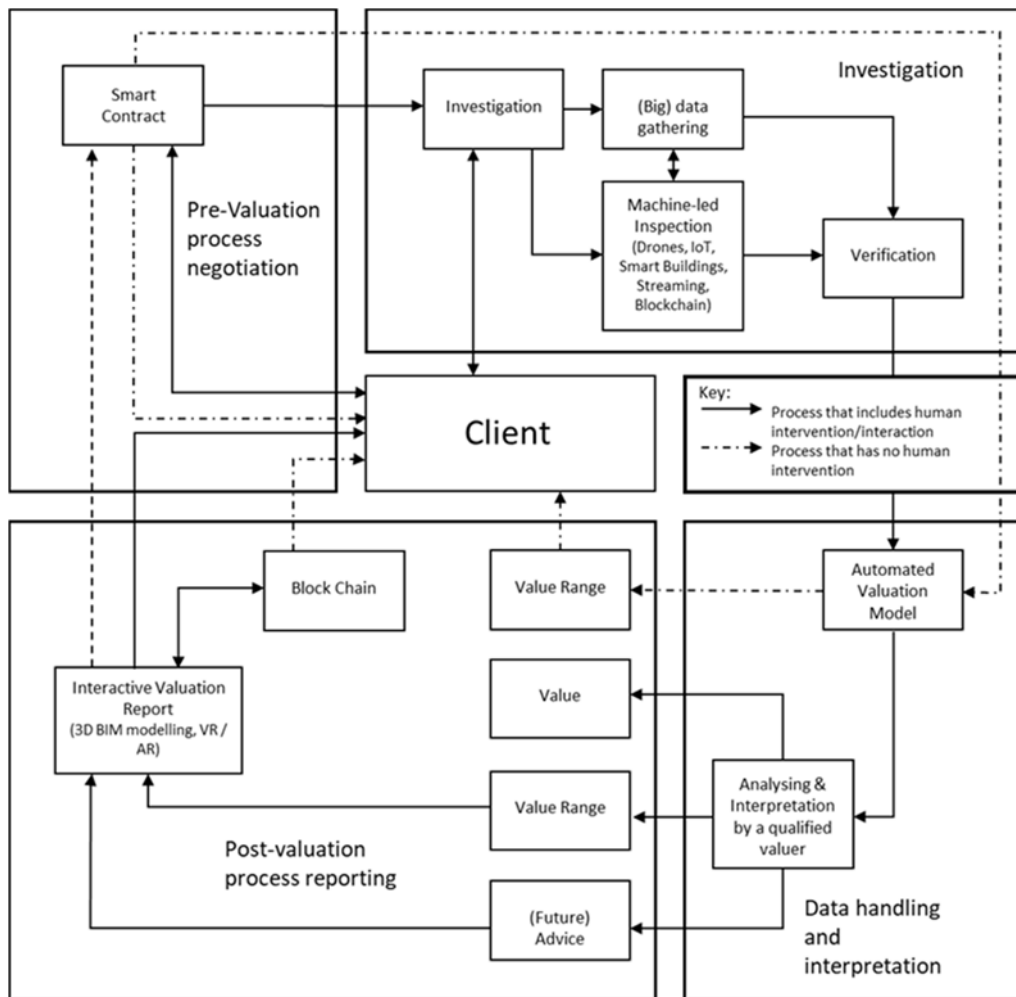 Smart
Contract
Pre-Valuation
process
negotiation
Investigation
Investigation
(Big) data
gathering
Machine-led
Inspection
(Drones, IoT,
Smart Buildings,
Streaming,
Blockchain)
Verification
Client
Key:
Process that includes human
intervention/interaction
Process that has no human
intervention
Block Chain
Interactive Valuation
Report
(3D BIM modelling, VR /
AR)
Value Range
Value
Value Range
(Future)
Advice
Post-valuation
process reporting
Automated
Valuation
Model
Analysing &
Interpretation
by a qualified
valuer
Data handling
and
interpretation